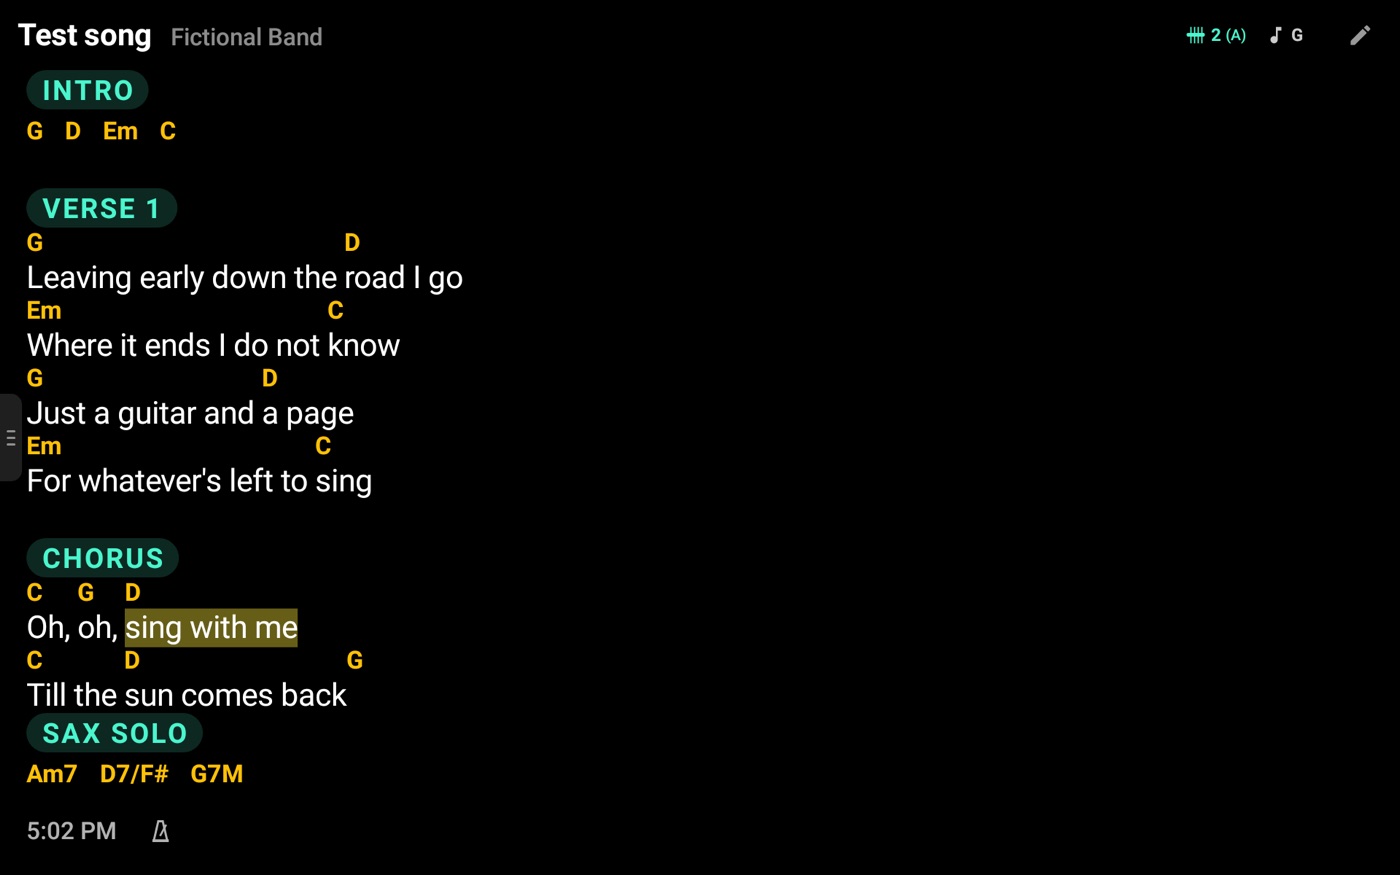 Test song Fictional Band 2 (A) G
INTRO
G D Em C
VERSE 1
G D
Leaving early down the road I go
Em C
Where it ends I do not know
G D
Just a guitar and a page
Em C
For whatever's left to sing
CHORUS
C G D
Oh, oh, sing with me
C D G
Till the sun comes back
SAX SOLO
Am7 D7/F# G7M
5:02 PM